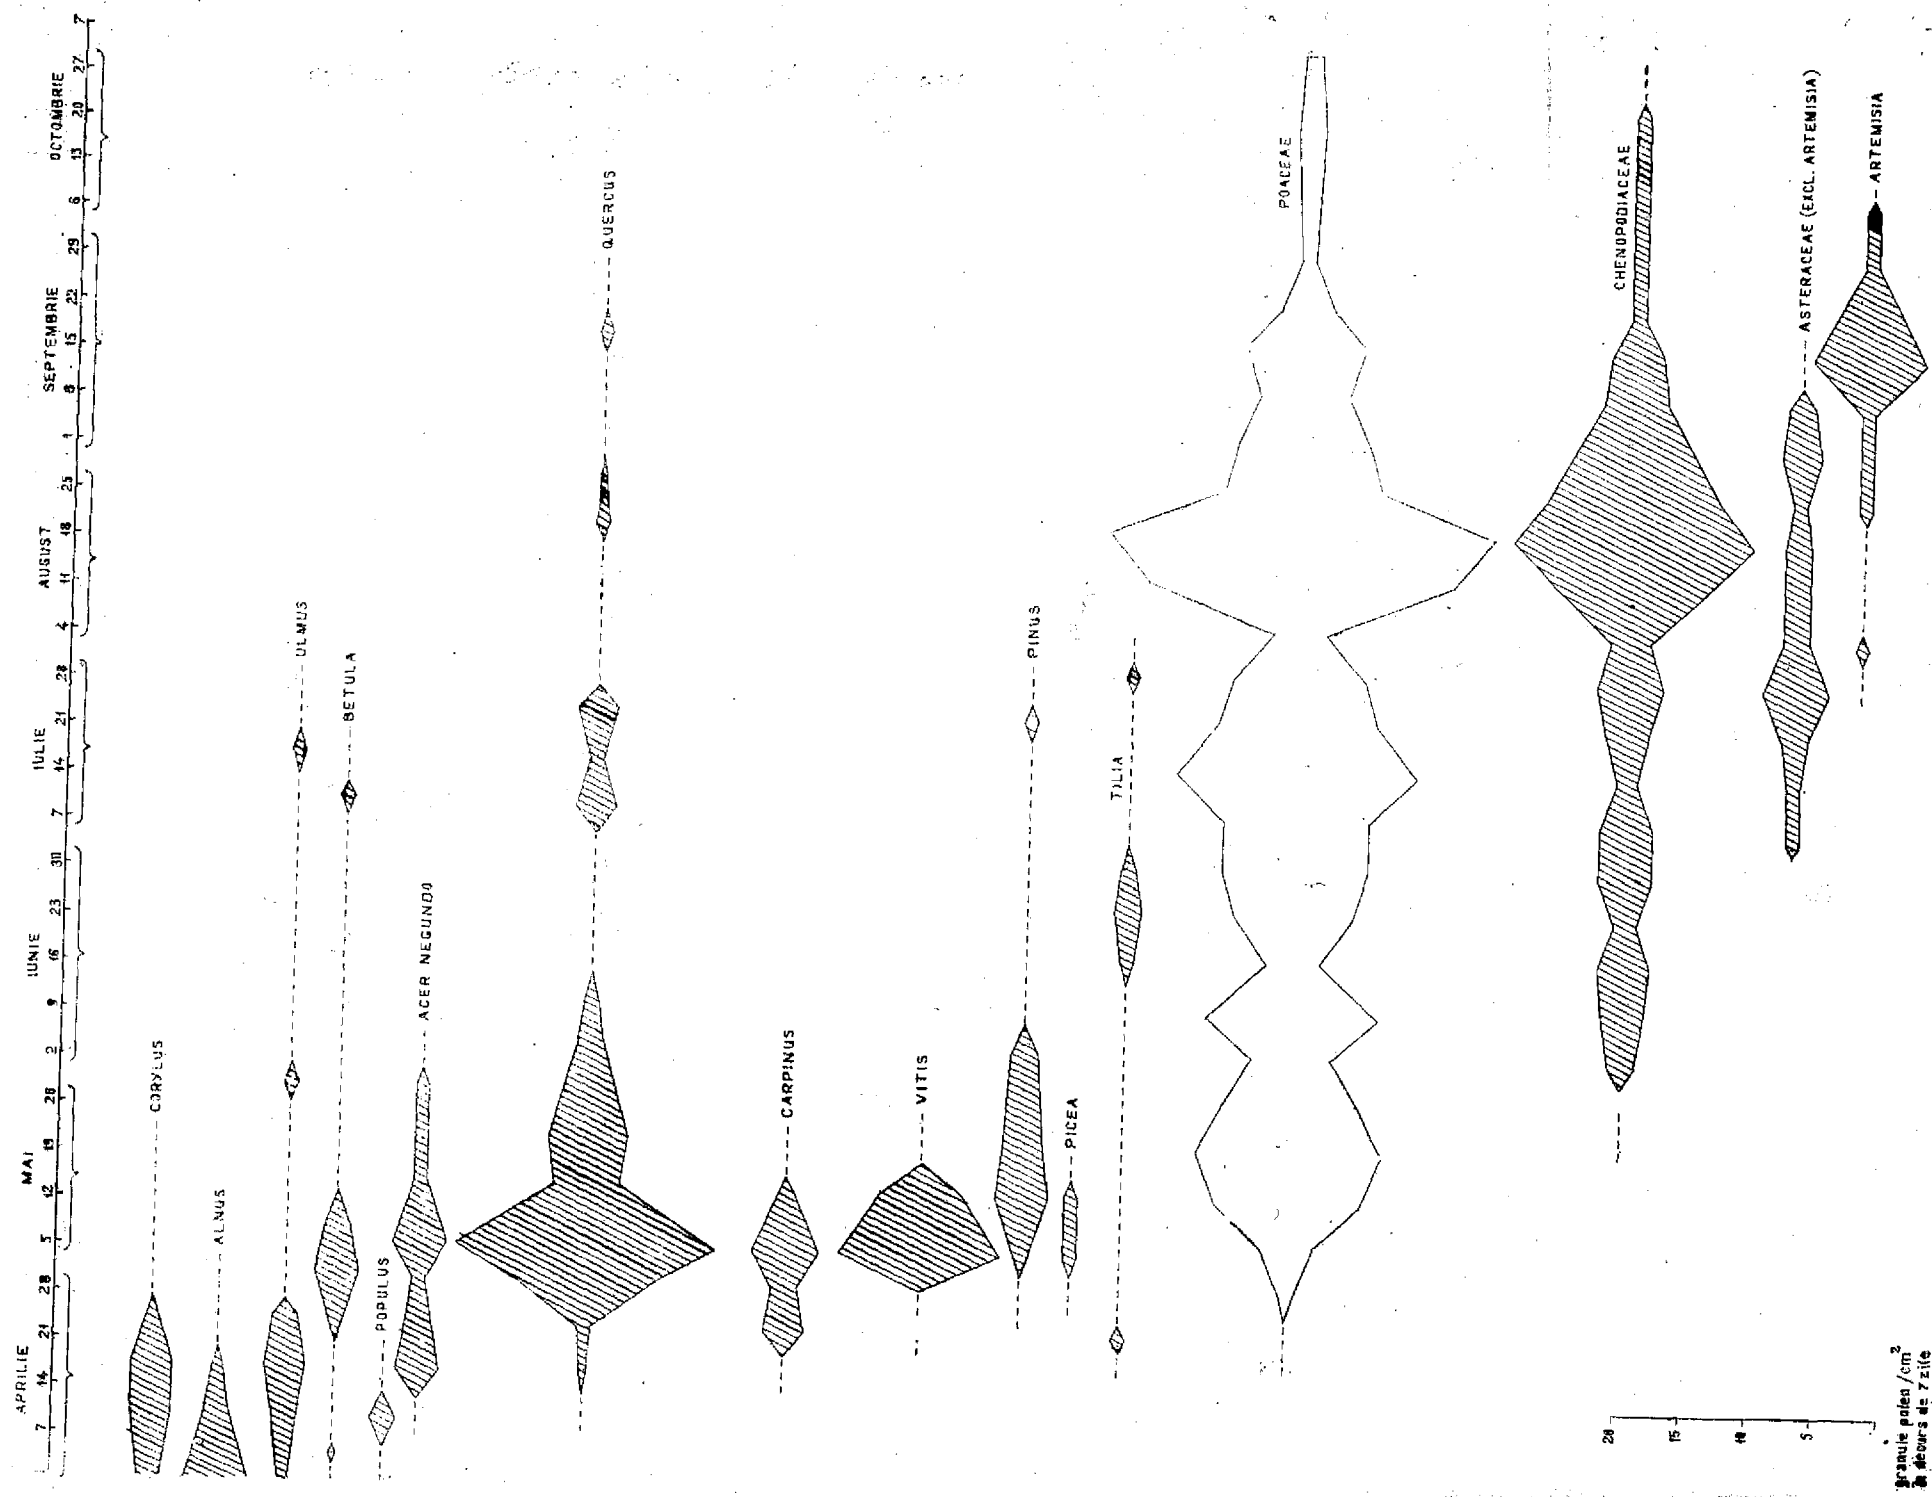 APRILIE
MAI
IUNIE
IULIE
AUGUST
SEPTEMBRIE
OCTOMBRIE
7 14 21 28 5 12 19 26 2 9 16 23 30 7 14 21 28 4 11 18 25 1 8 15 22 29 6 13 20 27 7
CORYLUS
ALNUS
ULMUS
BETULA
POPULUS
ACER NEGUNDO
QUERCUS
CARPINUS
VITIS
PINUS
PICEA
TILIA
POACEAE
CHENOPODIACEAE
ASTERACEAE (EXCL. ARTEMISIA)
ARTEMISIA
20 15 10 5
granule polen/cm2
în decurs de 7 zile